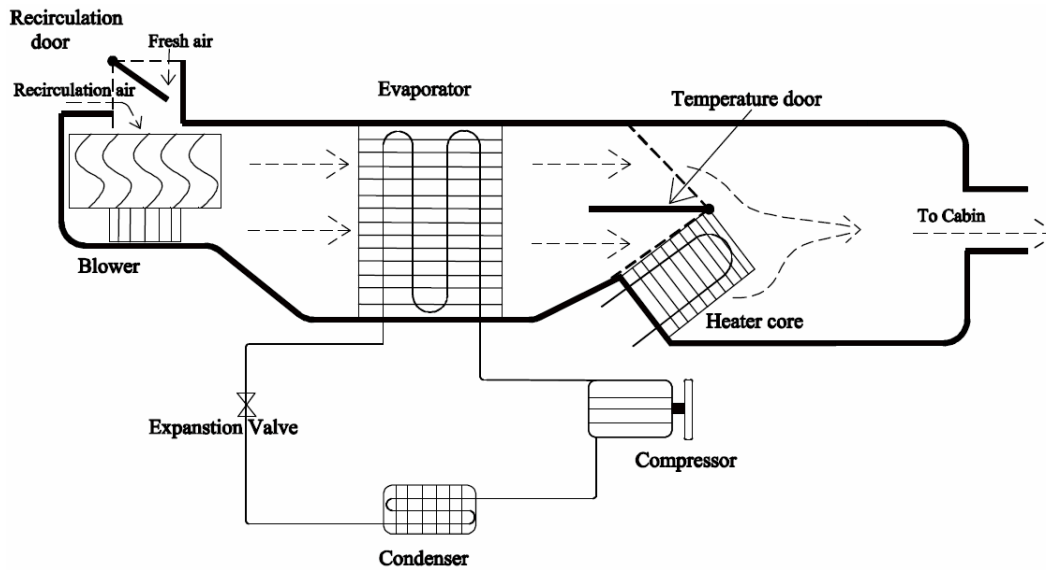 Recirculation
door
Fresh air
Recirculation air
Evaporator
Temperature door
To Cabin
Blower
Heater core
Expanstion Valve
Compressor
Condenser